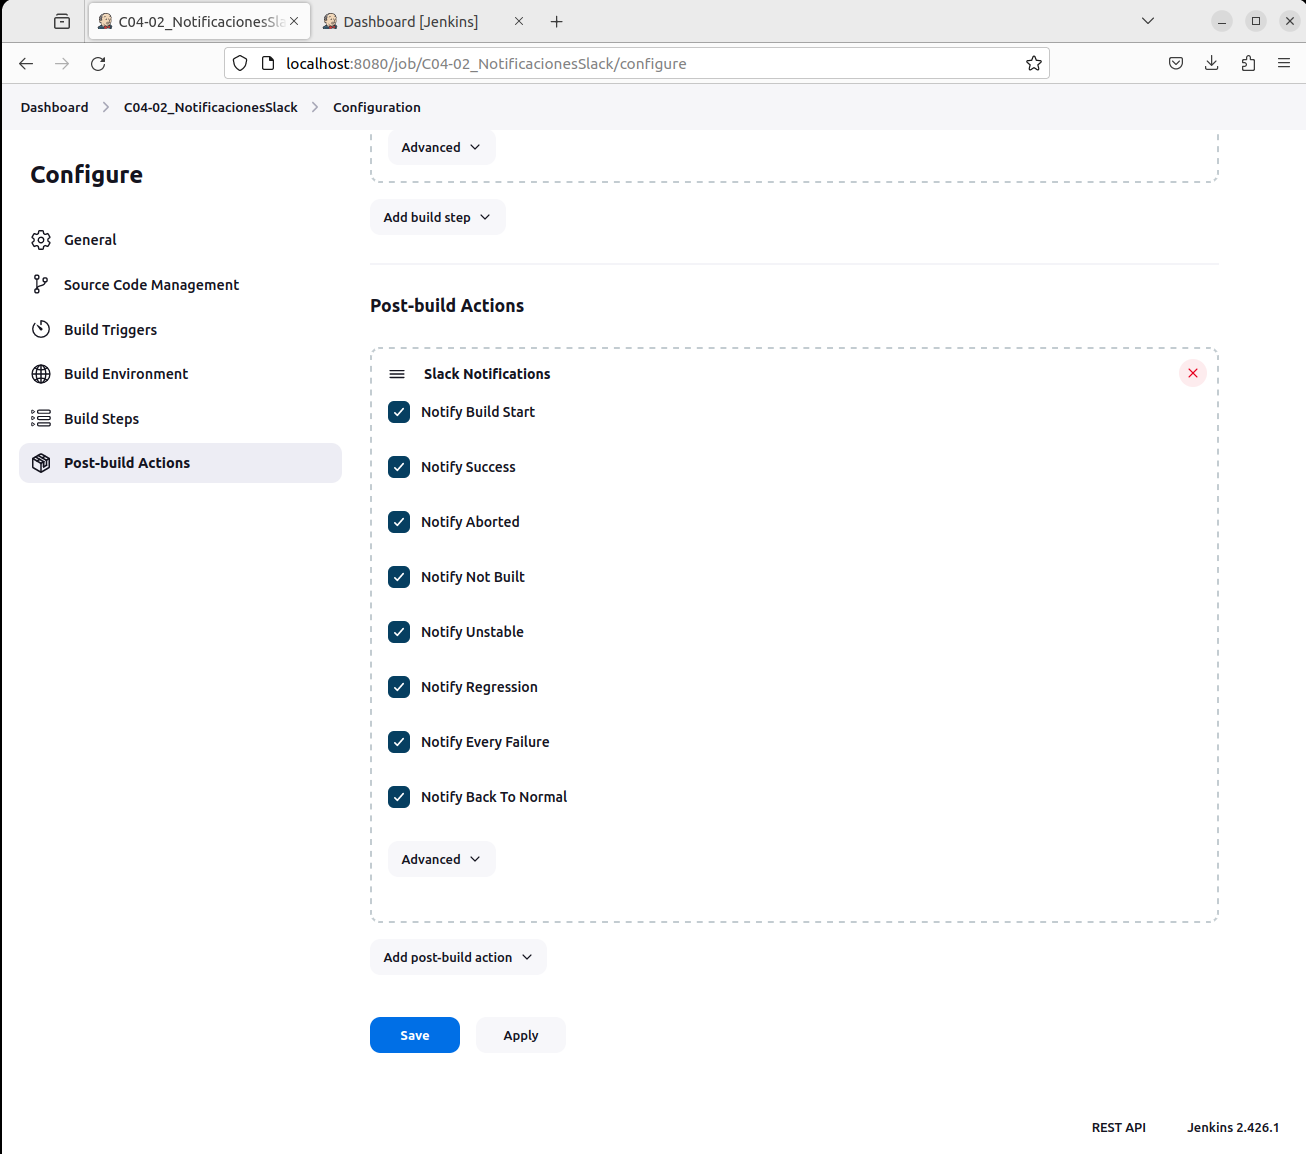 C04-02_NotificacionesSla
Dashboard [Jenkins]
localhost:8080/job/C04-02_NotificacionesSlack/configure
Dashboard
C04-02_NotificacionesSlack
Configuration
Configure
General
Source Code Management
Build Triggers
Build Environment
Build Steps
Post-build Actions
Advanced
Add build step
Post-build Actions
Slack Notifications
Notify Build Start
Notify Success
Notify Aborted
Notify Not Built
Notify Unstable
Notify Regression
Notify Every Failure
Notify Back To Normal
Advanced
Add post-build action
Save
Apply
REST API
Jenkins 2.426.1